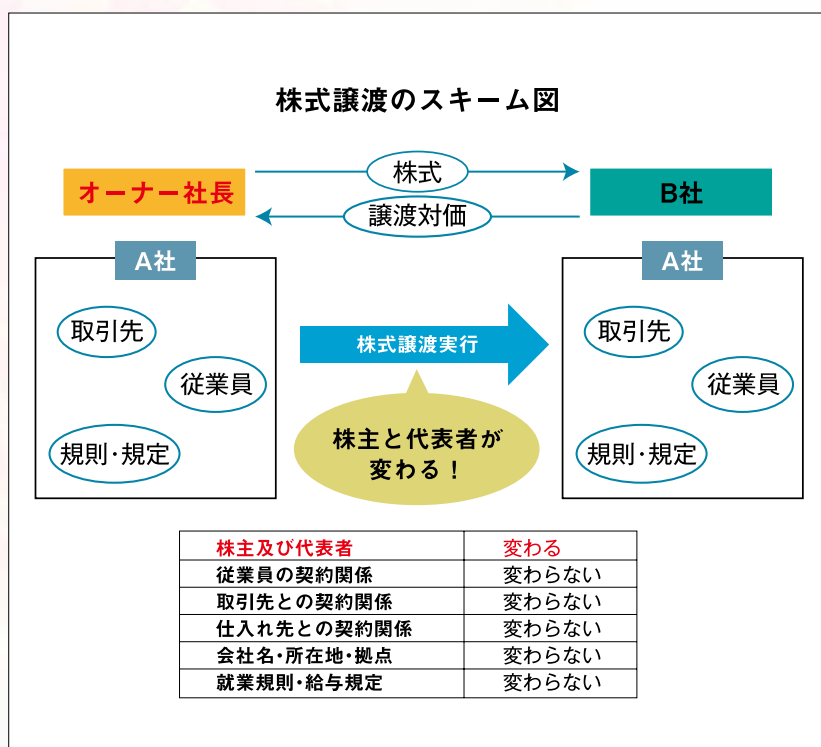 株式譲渡のスキーム図
株式
オーナー社長
B社
譲渡対価
A社
A社
取引先
従業員
規則・規定
株式譲渡実行
株主と代表者が
変わる!
取引先
従業員
規則・規定
株主及び代表者 変わる
従業員の契約関係 変わらない
取引先との契約関係 変わらない
仕入れ先との契約関係 変わらない
会社名・所在地・拠点 変わらない
就業規則・給与規定 変わらない